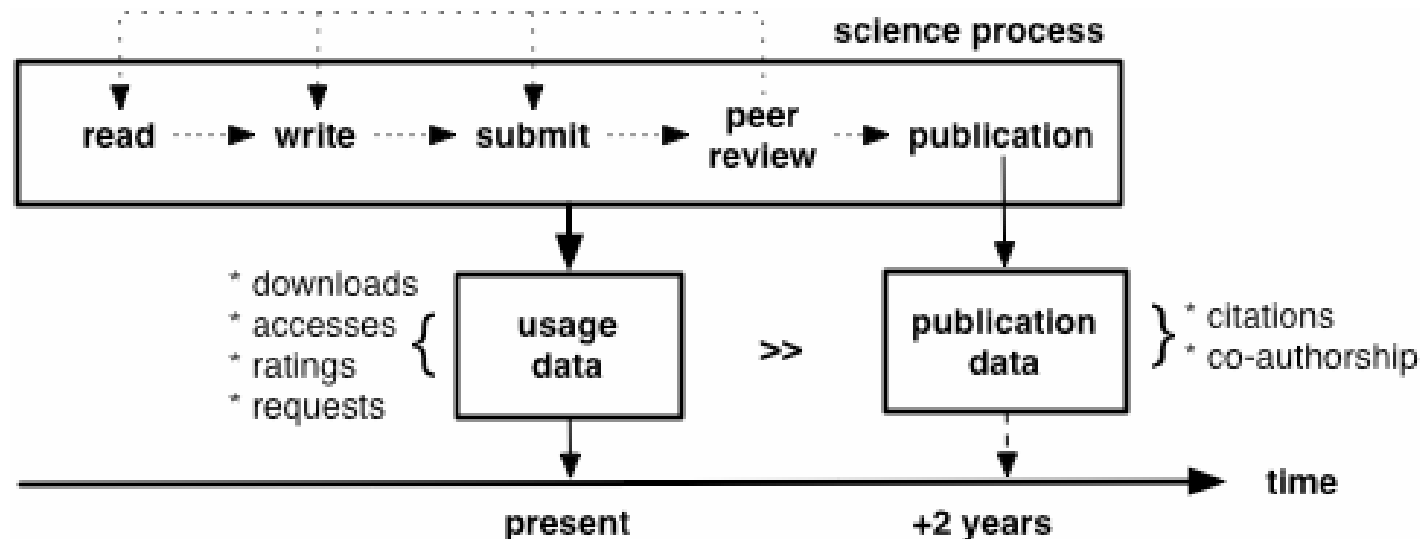 science process
read write submit peer review publication
* downloads
* accesses
* ratings
* requests
{
usage
data
>>
publication
data
}
* citations
* co-authorship
time
present
+2 years